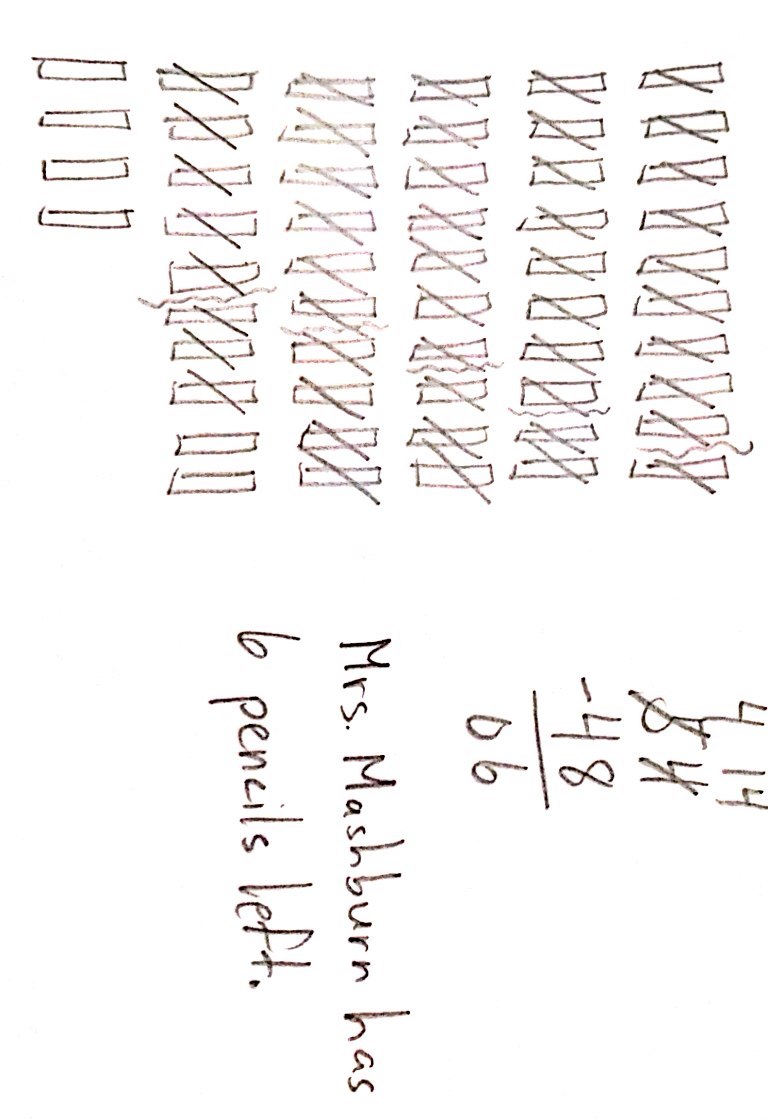 4 14
54
-48
06
Mrs. Mashburn has
6 pencils left.